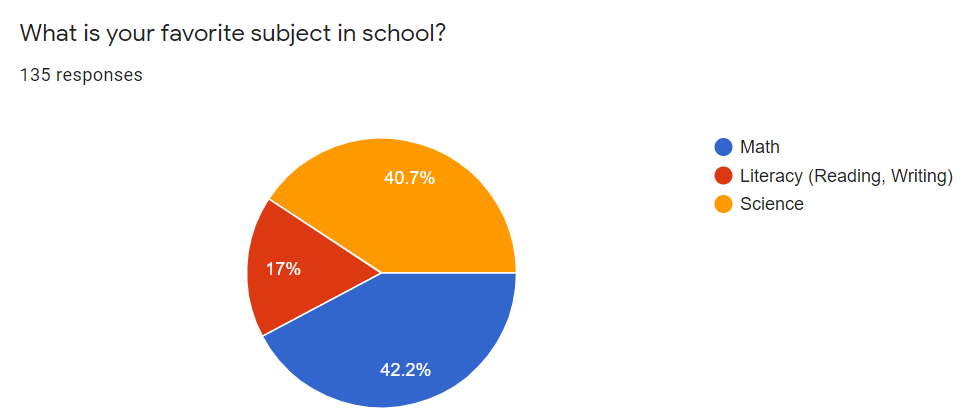 What is your favorite subject in school?
135 responses
40.7%
17%
42.2%
Math
Literacy (Reading, Writing)
Science